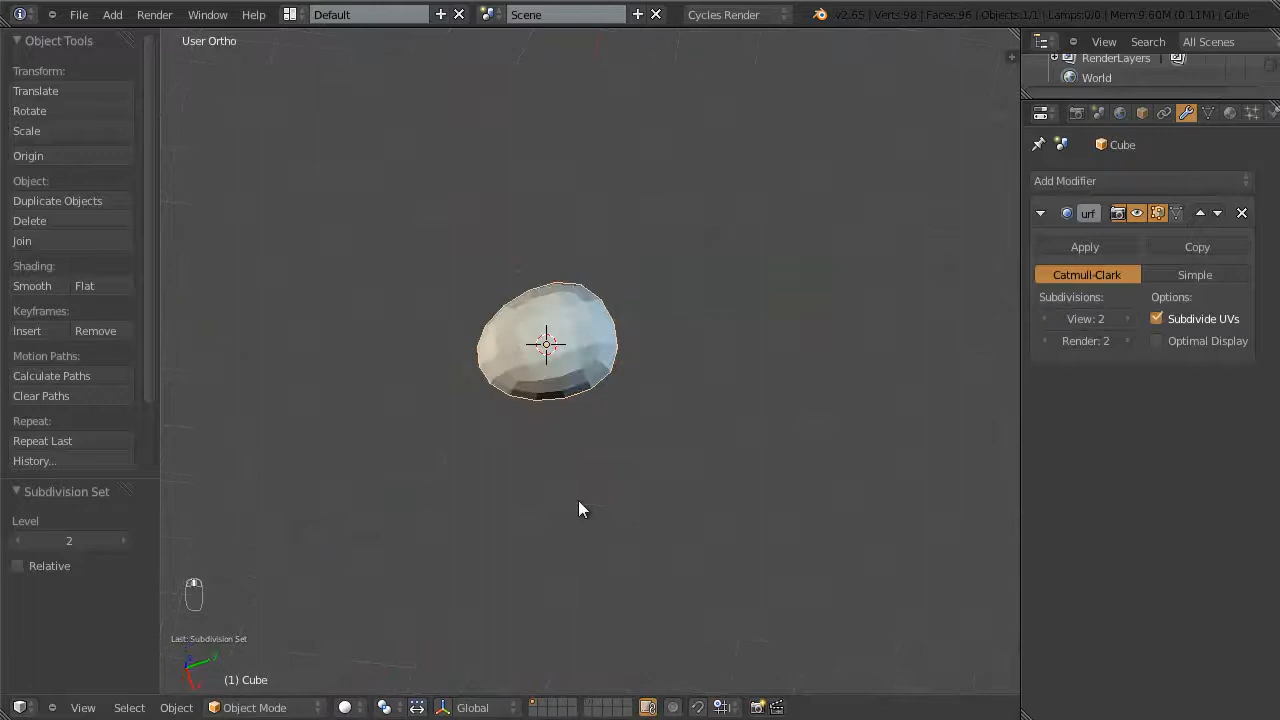 File Add Render Window Help Default Scene Cycles Render v2.65 | Verts:98 | Faces:96 | Objects:1/1 | Lamps:0/0 | Mem:9.60M (0.11M) | Cube
Object Tools
User Ortho
View Search All Scenes
RenderLayers
World
Transform:
Translate
Rotate
Scale
Origin
Object:
Duplicate Objects
Delete
Join
Shading:
Smooth Flat
Keyframes:
Insert Remove
Motion Paths:
Calculate Paths
Clear Paths
Repeat:
Repeat Last
History...
Subdivision Set
Level
2
Relative
Cube
Add Modifier
urf
Apply Copy
Catmull-Clark Simple
Subdivisions: Options:
View: 2 Subdivide UVs
Render: 2 Optimal Display
Last: Subdivision Set
(1) Cube
View Select Object Object Mode Global